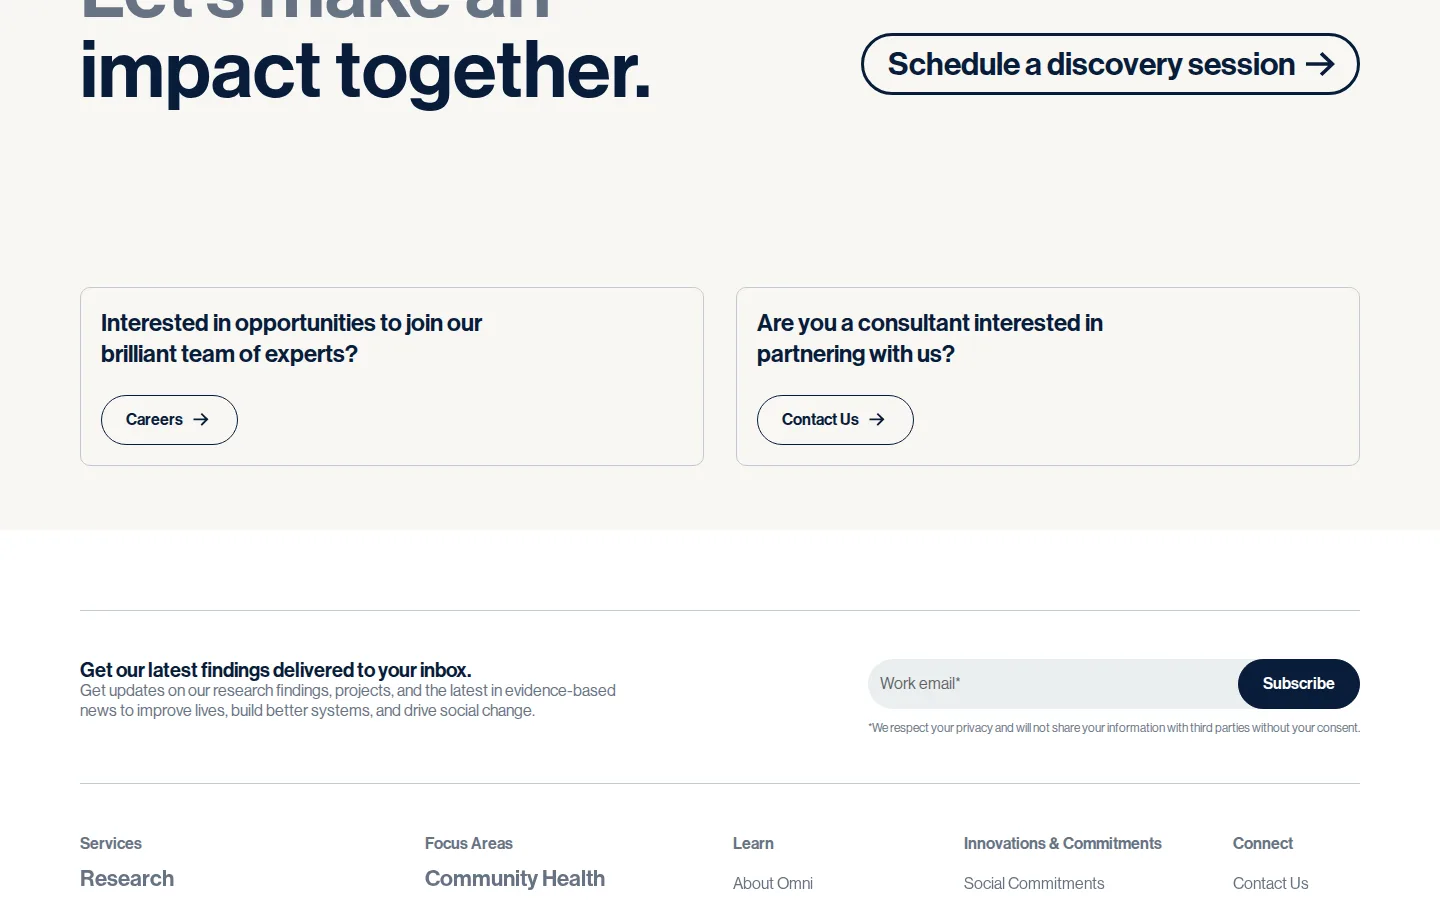 Let's make an
impact together.
Schedule a discovery session
Interested in opportunities to join our
brilliant team of experts?
Careers
Are you a consultant interested in
partnering with us?
Contact Us
Get our latest findings delivered to your inbox.
Get updates on our research findings, projects, and the latest in evidence-based
news to improve lives, build better systems, and drive social change.
Work email*
Subscribe
*We respect your privacy and will not share your information with third parties without your consent.
Services
Research
Focus Areas
Community Health
Learn
About Omni
Innovations & Commitments
Social Commitments
Connect
Contact Us